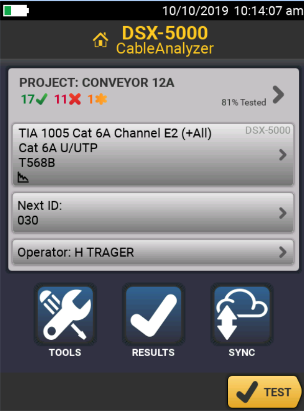 10/10/2019 10:14:07 am
DSX-5000
CableAnalyzer
PROJECT: CONVEYOR 12A
17✔ 11✖ 1✱
81% Tested
TIA 1005 Cat 6A Channel E2 (+All)
DSX-5000
Cat 6A U/UTP
T568B
Next ID:
030
Operator: H TRAGER
TOOLS
RESULTS
SYNC
TEST